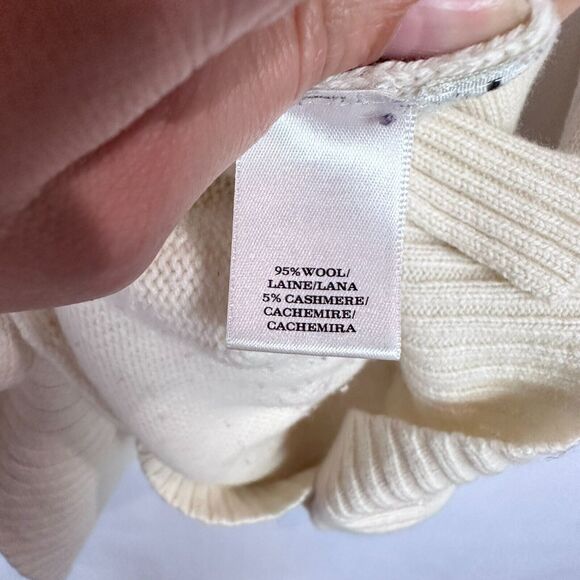 95% WOOL/
LAINE/LANA
5% CASHMERE/
CACHEMIRE/
CACHEMIRA